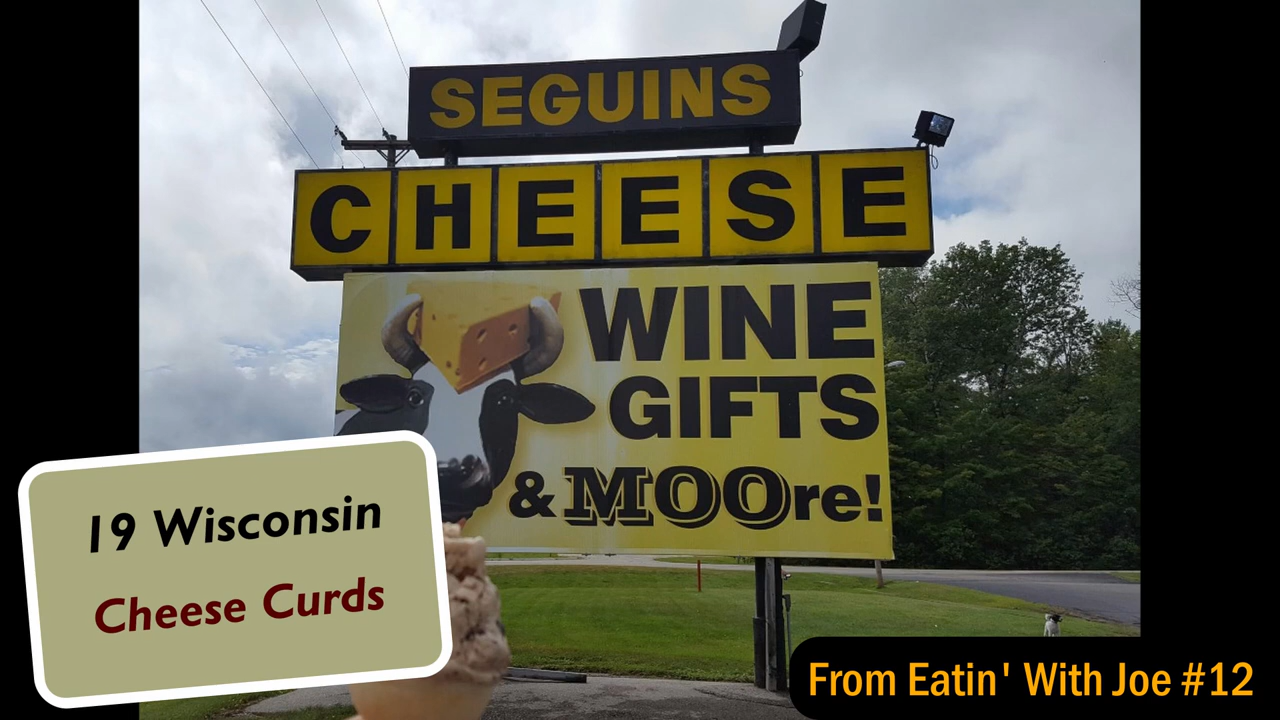 SEGUINS
CHEESE
WINE
GIFTS
& MOOre!
19 Wisconsin
Cheese Curds
From Eatin' With Joe #12